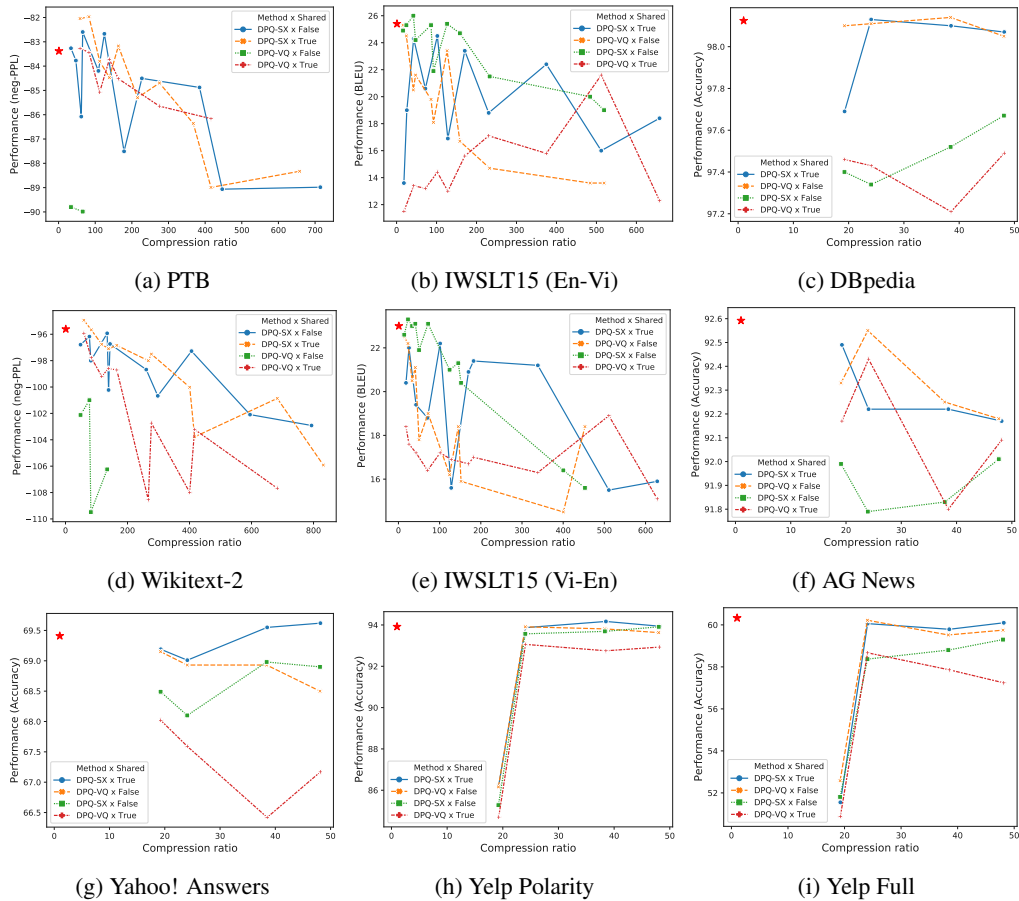 −82
−83
−84
−85
−86
−87
−88
−89
−90
Performance (neg-PPL)
Method x Shared
DPQ-SX x False
DPQ-SX x True
DPQ-VQ x False
DPQ-VQ x True
0 100 200 300 400 500 600 700
Compression ratio
(a) PTB
26
24
22
20
18
16
14
12
Performance (BLEU)
Method x Shared
DPQ-SX x True
DPQ-VQ x False
DPQ-SX x False
DPQ-VQ x True
0 100 200 300 400 500 600
Compression ratio
(b) IWSLT15 (En-Vi)
98.0
97.8
97.6
97.4
97.2
Performance (Accuracy)
Method x Shared
DPQ-SX x True
DPQ-VQ x False
DPQ-SX x False
DPQ-VQ x True
0 10 20 30 40 50
Compression ratio
(c) DBpedia
−96
−98
−100
−102
−104
−106
−108
−110
Performance (neg-PPL)
Method x Shared
DPQ-SX x False
DPQ-SX x True
DPQ-VQ x False
DPQ-VQ x True
0 200 400 600 800
Compression ratio
(d) Wikitext-2
22
20
18
16
Performance (BLEU)
Method x Shared
DPQ-SX x True
DPQ-VQ x False
DPQ-SX x False
DPQ-VQ x True
0 100 200 300 400 500 600
Compression ratio
(e) IWSLT15 (Vi-En)
92.6
92.5
92.4
92.3
92.2
92.1
92.0
91.9
91.8
Performance (Accuracy)
Method x Shared
DPQ-SX x True
DPQ-VQ x False
DPQ-SX x False
DPQ-VQ x True
0 10 20 30 40 50
Compression ratio
(f) AG News
69.5
69.0
68.5
68.0
67.5
67.0
66.5
Performance (Accuracy)
Method x Shared
DPQ-SX x True
DPQ-VQ x False
DPQ-SX x False
DPQ-VQ x True
0 10 20 30 40 50
Compression ratio
(g) Yahoo! Answers
94
92
90
88
86
Performance (Accuracy)
Method x Shared
DPQ-SX x True
DPQ-VQ x False
DPQ-SX x False
DPQ-VQ x True
0 10 20 30 40 50
Compression ratio
(h) Yelp Polarity
60
58
56
54
52
Performance (Accuracy)
Method x Shared
DPQ-SX x True
DPQ-VQ x False
DPQ-SX x False
DPQ-VQ x True
0 10 20 30 40 50
Compression ratio
(i) Yelp Full